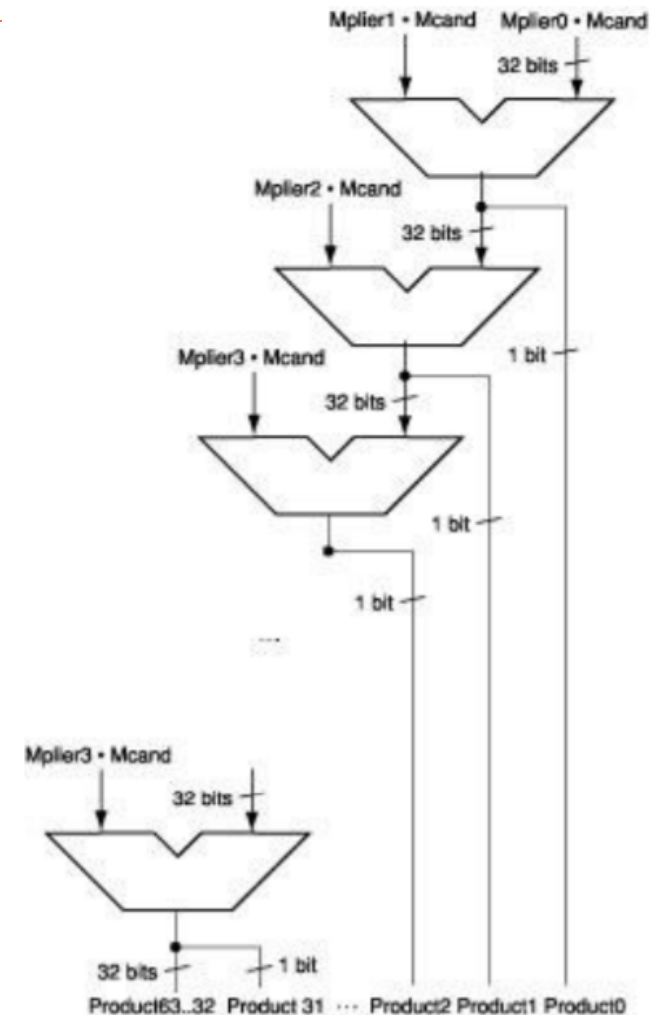 Mplier1 • Mcand Mplier0 • Mcand
32 bits
Mplier2 • Mcand
32 bits
1 bit
Mplier3 • Mcand
32 bits
1 bit
1 bit
...
Mplier3 • Mcand
32 bits
1 bit
32 bits
Product63..32 Product 31 ... Product2 Product1 Product0